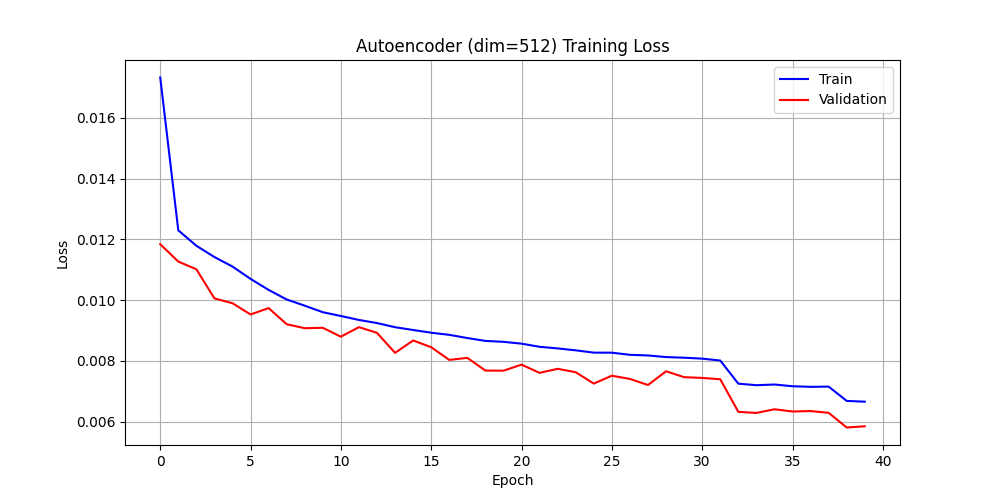 Autoencoder (dim=512) Training Loss
Train
Validation
Loss
0.016
0.014
0.012
0.010
0.008
0.006
0 5 10 15 20 25 30 35 40
Epoch